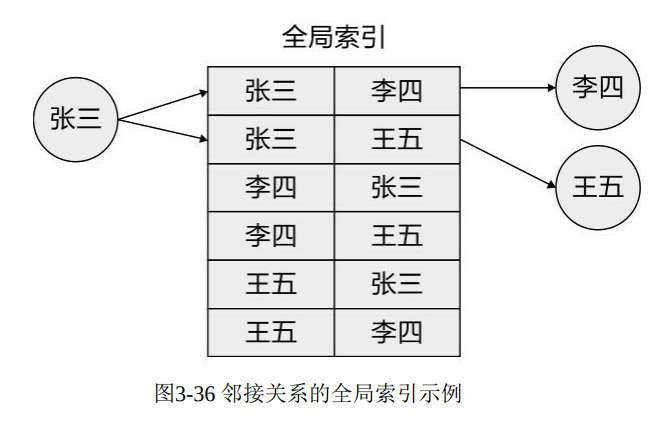 全局索引
张三
张三 李四
张三 王五
李四 张三
李四 王五
王五 张三
王五 李四
李四
王五
图3-36 邻接关系的全局索引示例